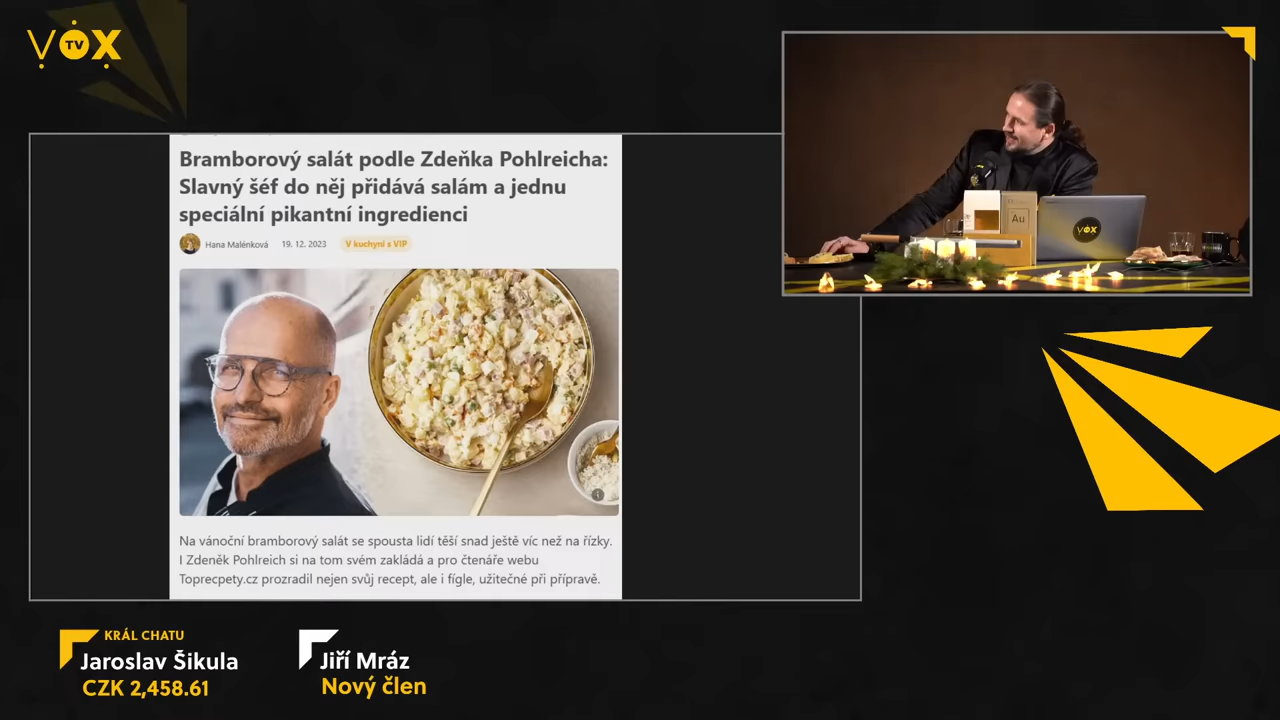 VOX
TV
Bramborový salát podle Zdeňka Pohlreicha:
Slavný šéf do něj přidává salám a jednu
speciální pikantní ingredienci
Hana Malénková 19. 12. 2023 V kuchyni s VIP
Na vánoční bramborový salát se spousta lidí těší snad ještě víc než na řízky.
I Zdeněk Pohlreich si na tom svém zakládá a pro čtenáře webu
Toprecpety.cz prozradil nejen svůj recept, ale i fígle, užitečné při přípravě.
Au
VOX
KRÁL CHATU
Jaroslav Šikula
CZK 2,458.61
Jiří Mráz
Nový člen